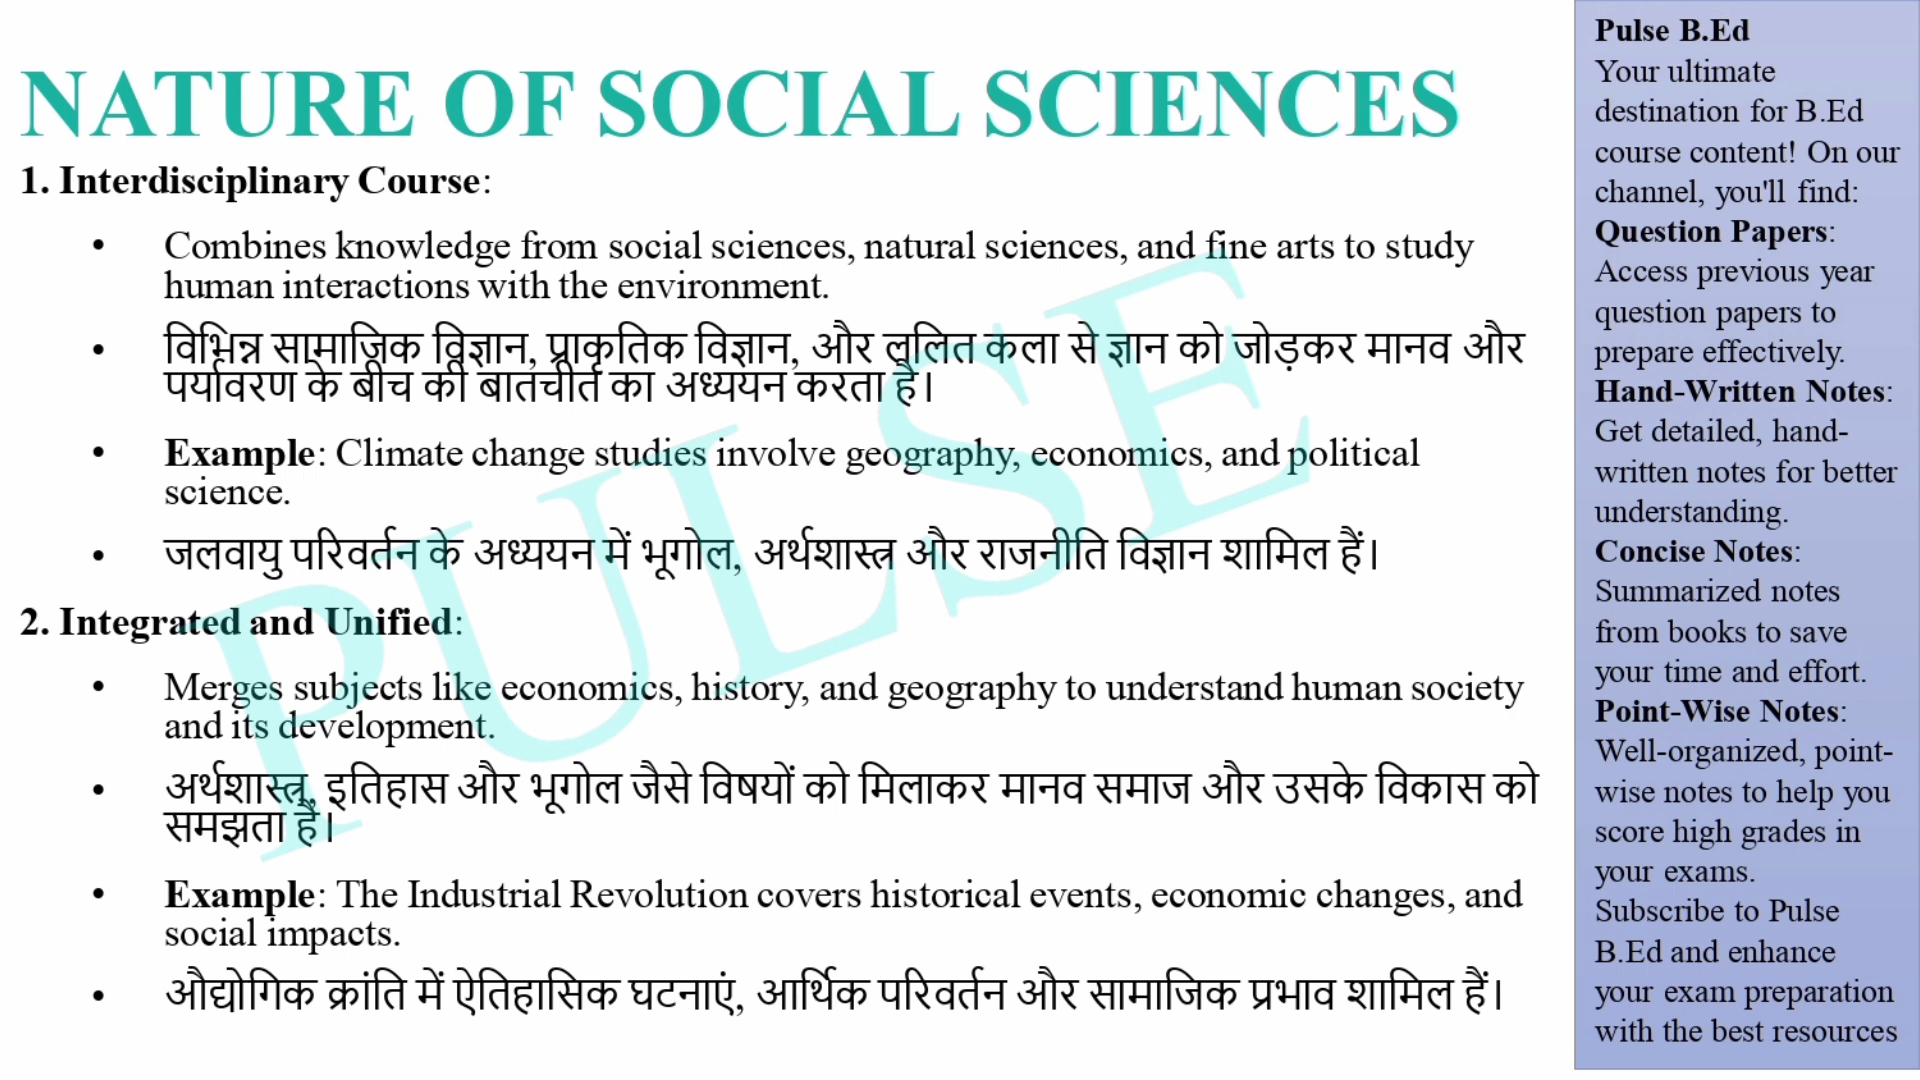 NATURE OF SOCIAL SCIENCES
1. Interdisciplinary Course:
• Combines knowledge from social sciences, natural sciences, and fine arts to study
human interactions with the environment.
• विभिन्न सामाजिक विज्ञान, प्राकृतिक विज्ञान, और ललित कला से ज्ञान को जोड़कर मानव और
पर्यावरण के बीच की बातचीत का अध्ययन करता है।
• Example: Climate change studies involve geography, economics, and political
science.
• जलवायु परिवर्तन के अध्ययन में भूगोल, अर्थशास्त्र और राजनीति विज्ञान शामिल हैं।
2. Integrated and Unified:
• Merges subjects like economics, history, and geography to understand human society
and its development.
• अर्थशास्त्र, इतिहास और भूगोल जैसे विषयों को मिलाकर मानव समाज और उसके विकास को
समझता है।
• Example: The Industrial Revolution covers historical events, economic changes, and
social impacts.
• औद्योगिक क्रांति में ऐतिहासिक घटनाएं, आर्थिक परिवर्तन और सामाजिक प्रभाव शामिल हैं।
PULSE
Pulse B.Ed
Your ultimate
destination for B.Ed
course content! On our
channel, you'll find:
Question Papers:
Access previous year
question papers to
prepare effectively.
Hand-Written Notes:
Get detailed, hand-
written notes for better
understanding.
Concise Notes:
Summarized notes
from books to save
your time and effort.
Point-Wise Notes:
Well-organized, point-
wise notes to help you
score high grades in
your exams.
Subscribe to Pulse
B.Ed and enhance
your exam preparation
with the best resources